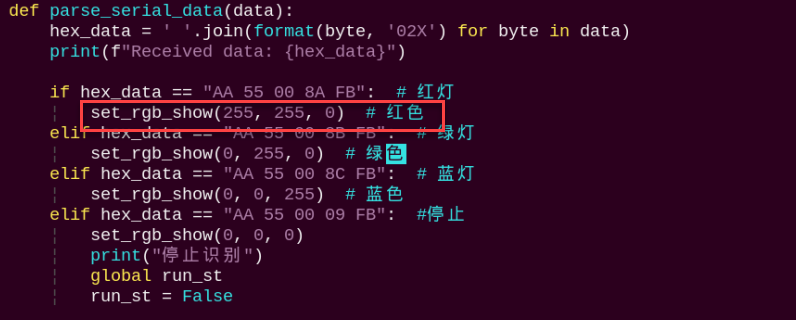 def parse_serial_data(data):
    hex_data = ' '.join(format(byte, '02X') for byte in data)
    print(f"Received data: {hex_data}")

    if hex_data == "AA 55 00 8A FB":  # 红灯
        set_rgb_show(255, 255, 0)  # 红色
    elif hex_data == "AA 55 00 8B FB":  # 绿灯
        set_rgb_show(0, 255, 0)  # 绿色
    elif hex_data == "AA 55 00 8C FB":  # 蓝灯
        set_rgb_show(0, 0, 255)  # 蓝色
    elif hex_data == "AA 55 00 09 FB":  #停止
        set_rgb_show(0, 0, 0)
        print("停止识别")
        global run_st
        run_st = False